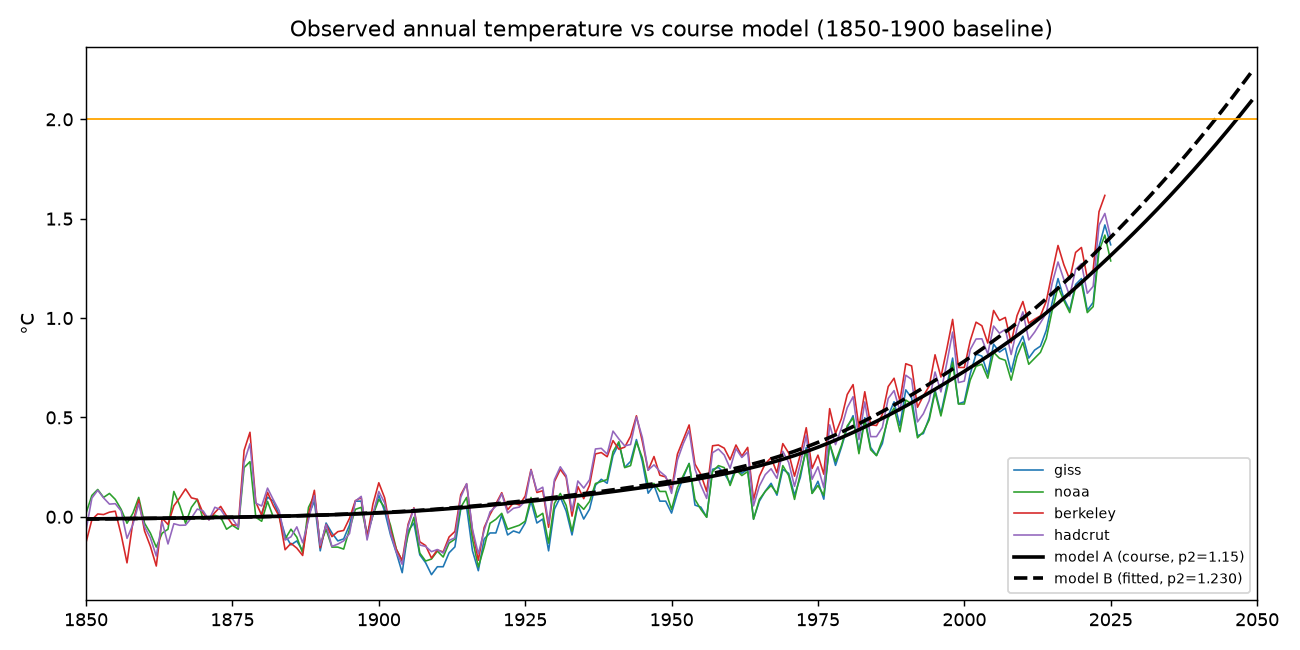 Observed annual temperature vs course model (1850-1900 baseline)
°C
2.0
1.5
1.0
0.5
0.0
1850 1875 1900 1925 1950 1975 2000 2025 2050
giss
noaa
berkeley
hadcrut
model A (course, p2=1.15)
model B (fitted, p2=1.230)